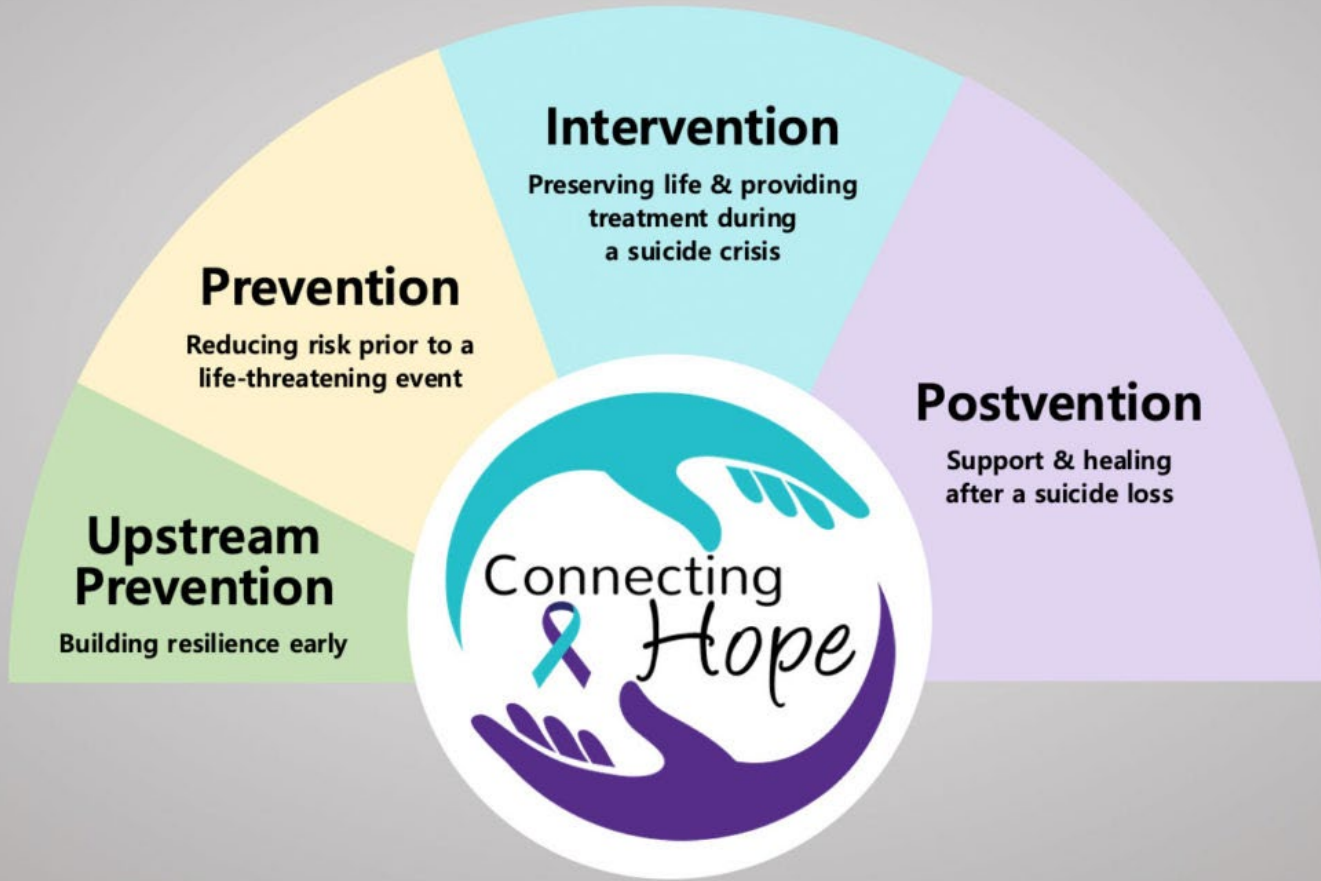 Upstream
Prevention
Building resilience early
Prevention
Reducing risk prior to a
life-threatening event
Intervention
Preserving life & providing
treatment during
a suicide crisis
Postvention
Support & healing
after a suicide loss
Connecting
Hope